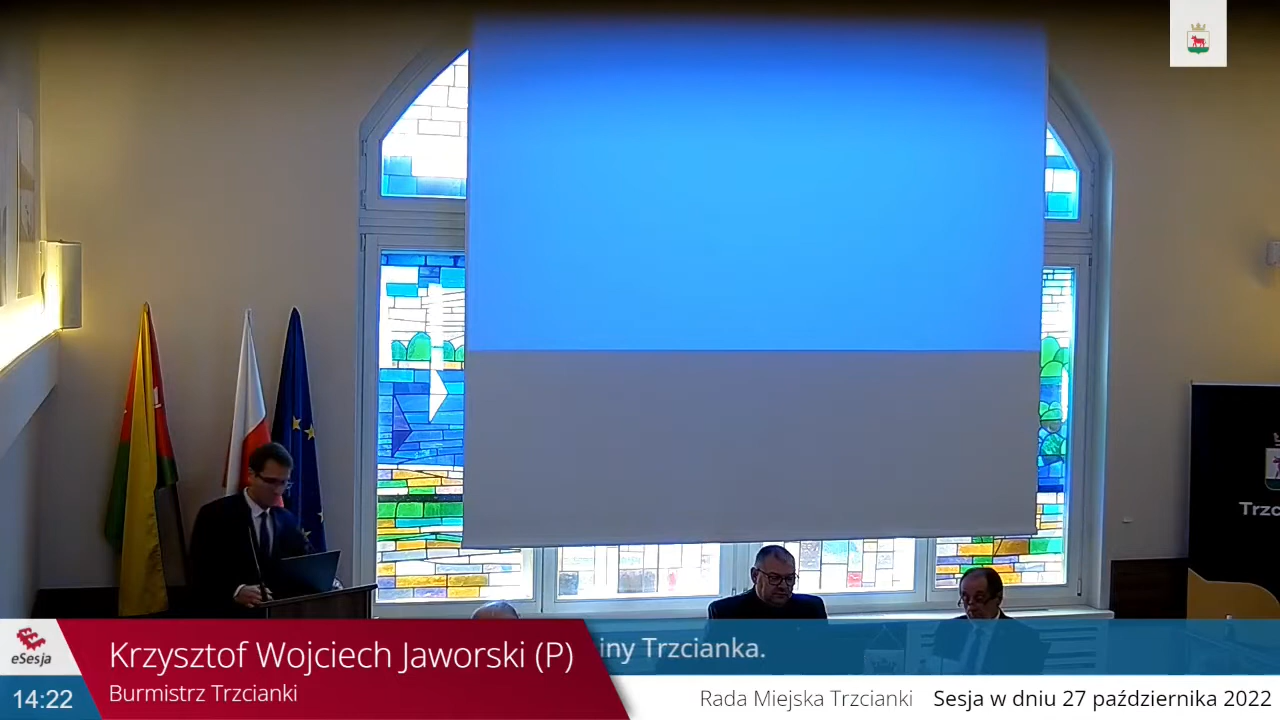 Trzc
eSesja
14:22
Krzysztof Wojciech Jaworski (P)
Burmistrz Trzcianki
iny Trzcianka.
Rada Miejska Trzcianki Sesja w dniu 27 października 2022